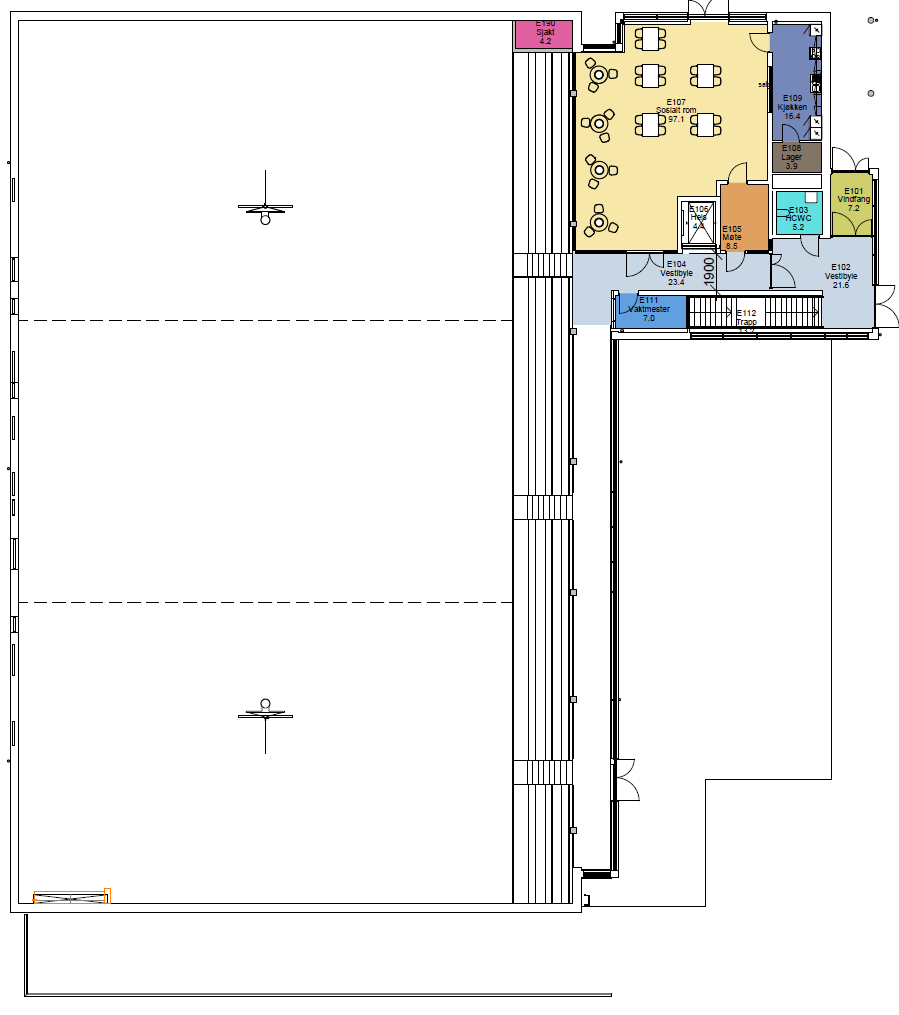 E190
Sjakt
4.2
E107
Sosialt rom
97.1
salg
E109
Kjøkken
16.4
E108
Lager
3.9
E101
Vindfang
7.2
E103
HCWC
5.2
E106
Heis
4.4
E105
Møte
8.5
E104
Vestibyle
23.4
1900
E102
Vestibyle
21.6
E111
Vaktmester
7.0
E112
Trapp